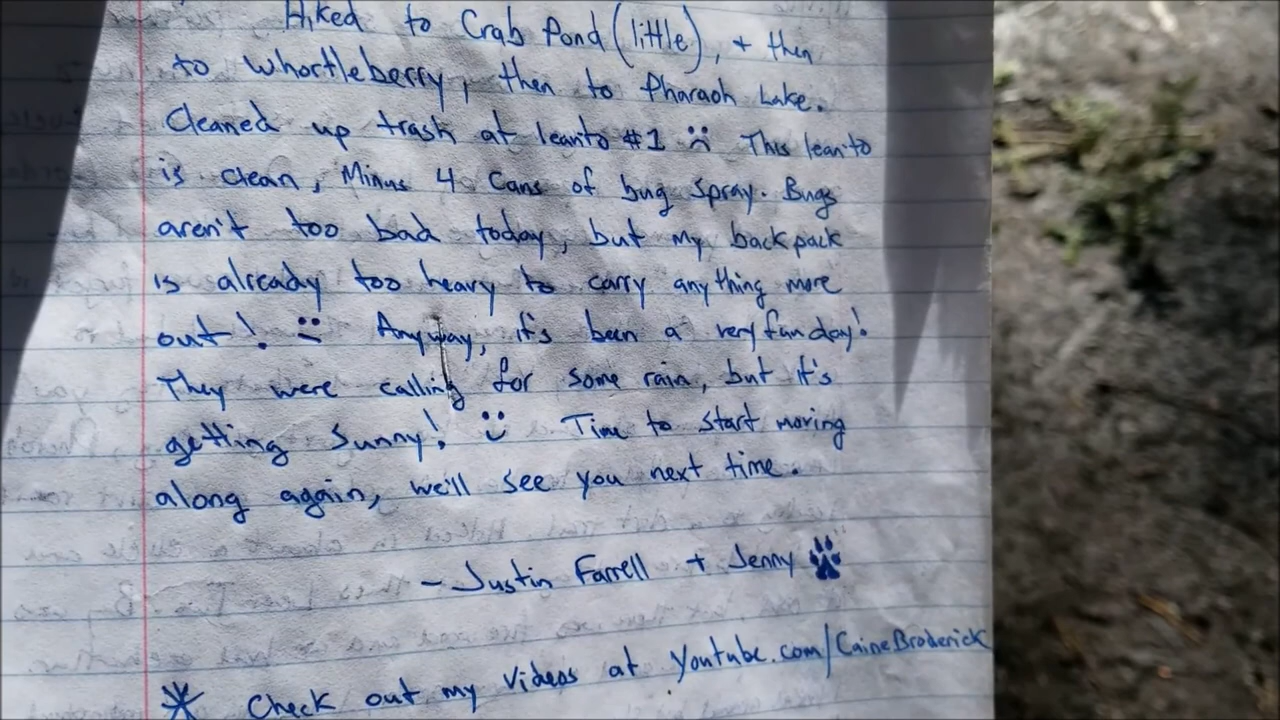 Hiked to Crab Pond (little), + then
to Whortleberry, then to Pharaoh Lake.
Cleaned up trash at leanto #1 :( This leanto
is clean, Minus 4 cans of bug spray. Bugs
aren't too bad today, but my backpack
is already too heavy to carry anything more
out! :| Anyway, it's been a very fun day!
They were calling for some rain, but it's
getting sunny! :) Time to start moving
along again, we'll see you next time.
- Justin Farrell + Jenny
* Check out my videos at Youtube.com/CaineBroderick